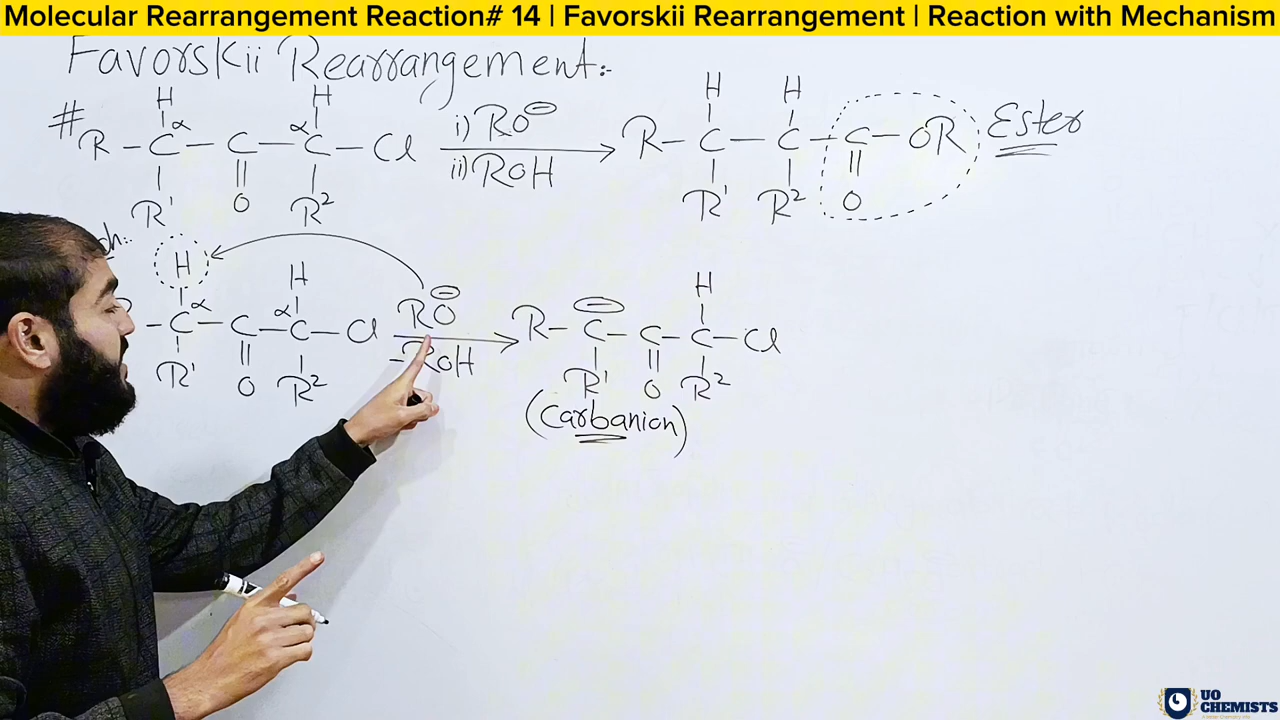 Molecular Rearrangement Reaction# 14 | Favorskii Rearrangement | Reaction with Mechanism
Favorskii Rearrangement:-
H H H H
# R - C α - C - α C - Cl i) RO⊖ ii) ROH R - C - C - C - OR Ester
R' O R² R' R² O
ch:-
H H H
- C α - C - α C - Cl RO⊖ - ROH R - C⊖ - C - C - Cl
R' O R² R' O R²
(Carbanion)
UO
CHEMISTS